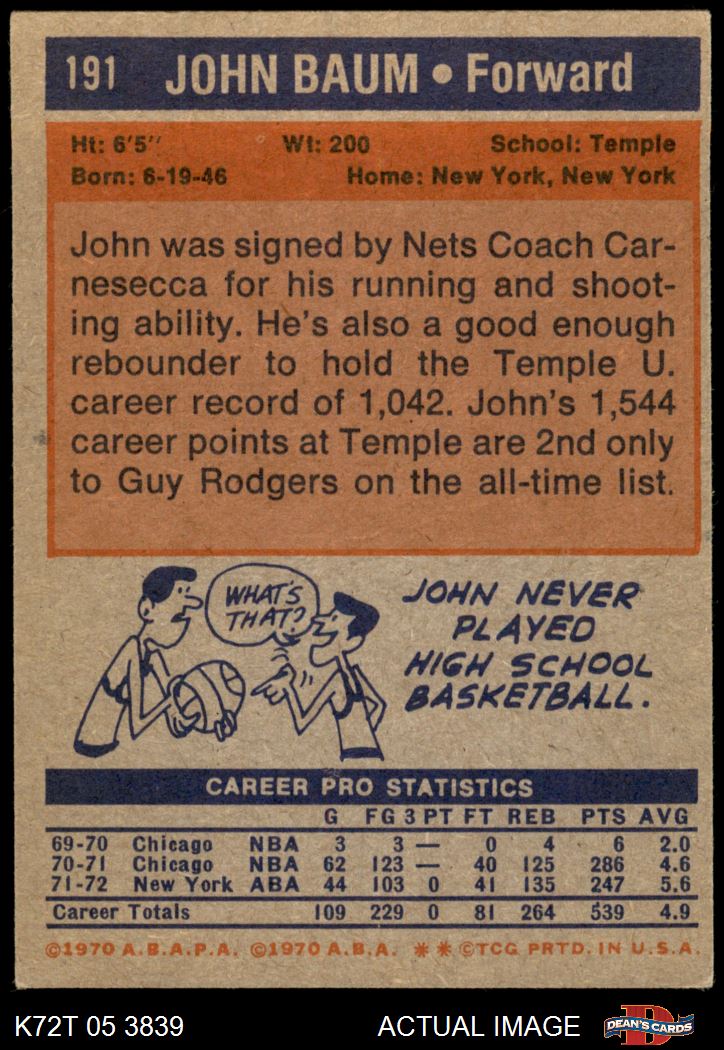 191 JOHN BAUM • Forward
Ht: 6'5" Wt: 200 School: Temple
Born: 6-19-46 Home: New York, New York
John was signed by Nets Coach Car-
nesecca for his running and shoot-
ing ability. He's also a good enough
rebounder to hold the Temple U.
career record of 1,042. John's 1,544
career points at Temple are 2nd only
to Guy Rodgers on the all-time list.
WHAT'S
THAT?
JOHN NEVER
PLAYED
HIGH SCHOOL
BASKETBALL.
CAREER PRO STATISTICS
G FG 3 PT FT REB PTS AVG
69-70 Chicago NBA 3 3 — 0 4 6 2.0
70-71 Chicago NBA 62 123 — 40 125 286 4.6
71-72 New York ABA 44 103 0 41 135 247 5.6
Career Totals 109 229 0 81 264 539 4.9
©1970 A.B.A.P.A. ©1970 A.B.A. ** ©TCG PRTD. IN U.S.A.
K72T 05 3839 ACTUAL IMAGE DEAN'S CARDS